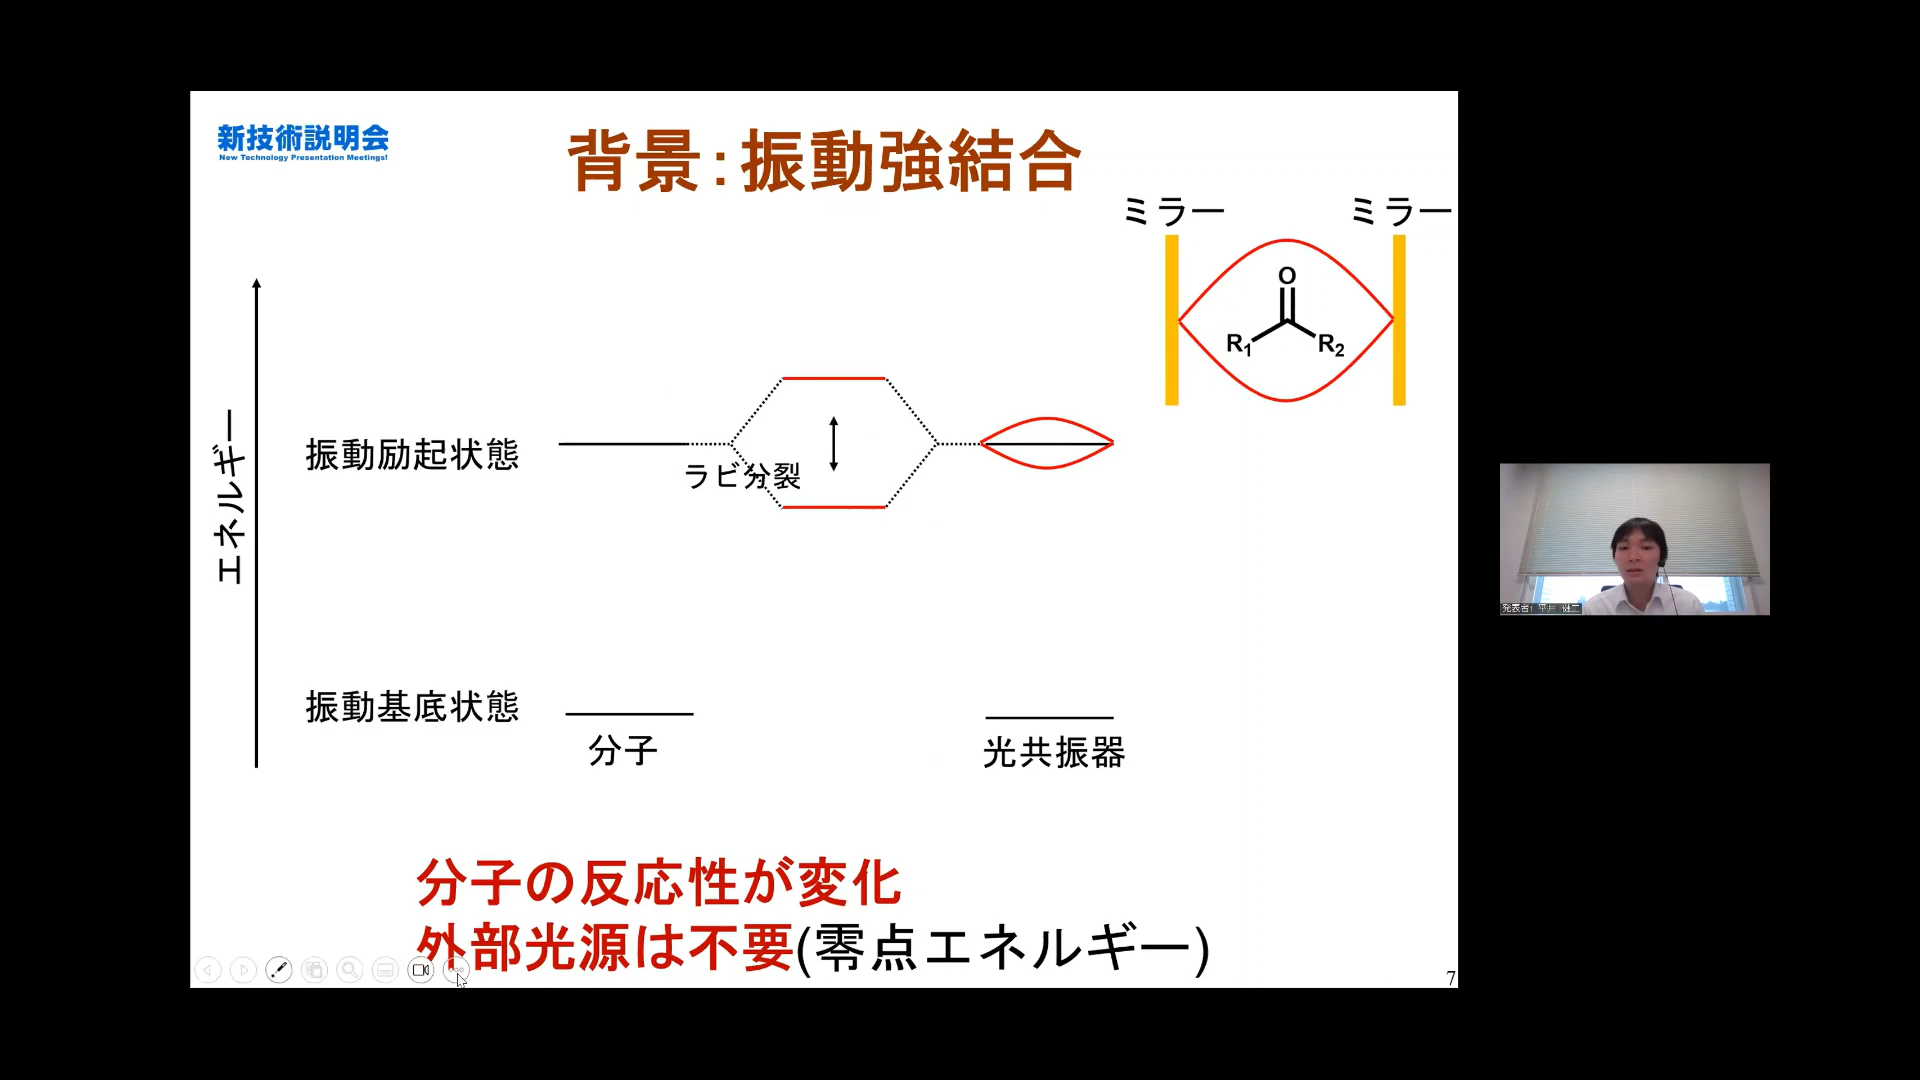 新技術説明会
New Technology Presentation Meetings!
背景：振動強結合
ミラー
ミラー
O
R1
R2
エネルギー
振動励起状態
ラビ分裂
振動基底状態
分子
光共振器
分子の反応性が変化
外部光源は不要(零点エネルギー)
7